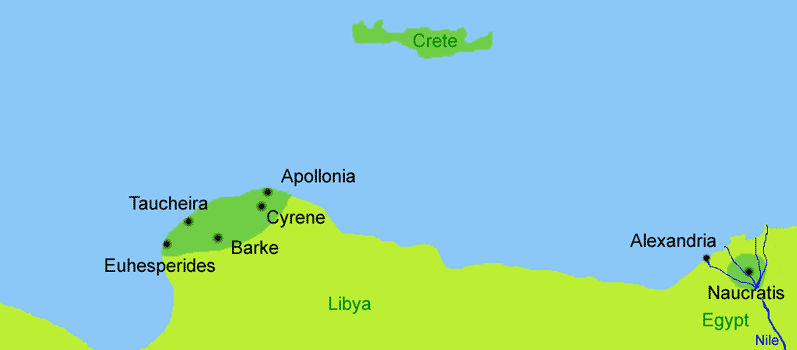 Crete
Apollonia
Taucheira
Cyrene
Barke
Euhesperides
Alexandria
Naucratis
Libya
Egypt
Nile